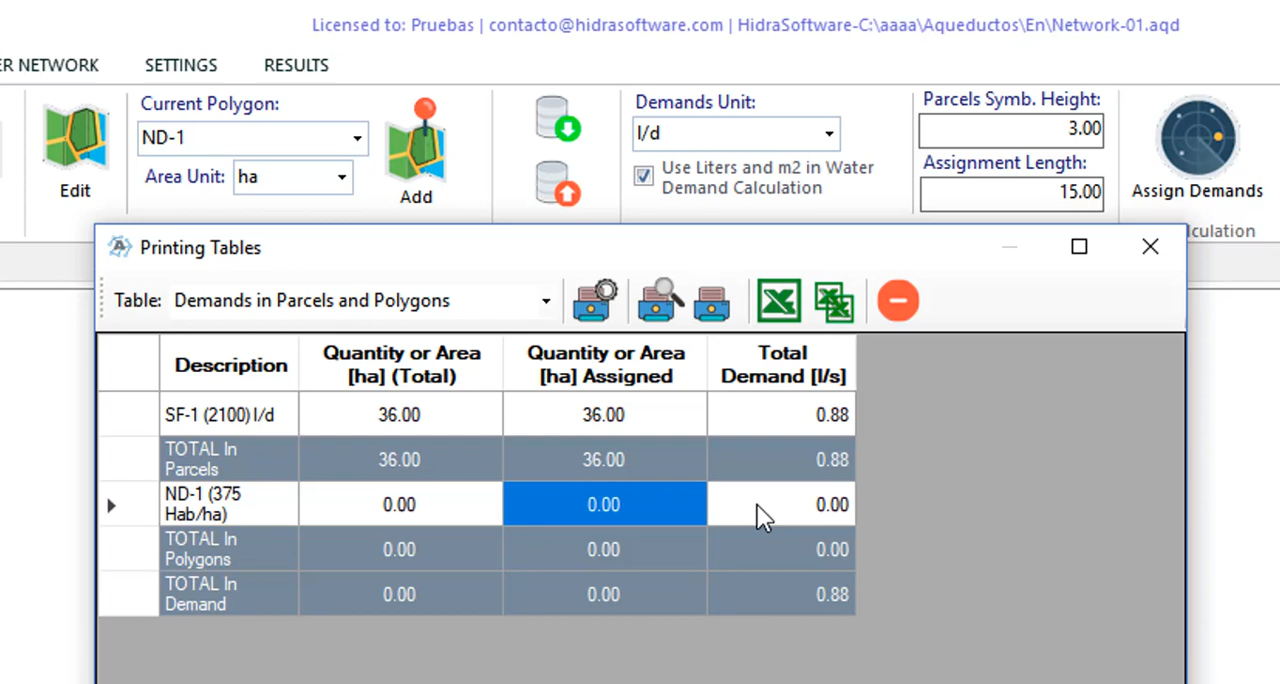 Licensed to: Pruebas | contacto@hidrasoftware.com | HidraSoftware-C:\aaaa\Aqueductos\En\Network-01.aqd
ER NETWORK SETTINGS RESULTS
Edit
Current Polygon:
ND-1
Area Unit: ha
Add
Demands Unit:
l/d
Use Liters and m2 in Water
Demand Calculation
Parcels Symb. Height:
3.00
Assignment Length:
15.00
Assign Demands
lculation
Printing Tables
Table: Demands in Parcels and Polygons
Description
Quantity or Area
[ha] (Total)
Quantity or Area
[ha] Assigned
Total
Demand [l/s]
SF-1 (2100) l/d 36.00 36.00 0.88
TOTAL In
Parcels
36.00 36.00 0.88
ND-1 (375
Hab/ha)
0.00 0.00 0.00
TOTAL In
Polygons
0.00 0.00 0.00
TOTAL In
Demand
0.00 0.00 0.88